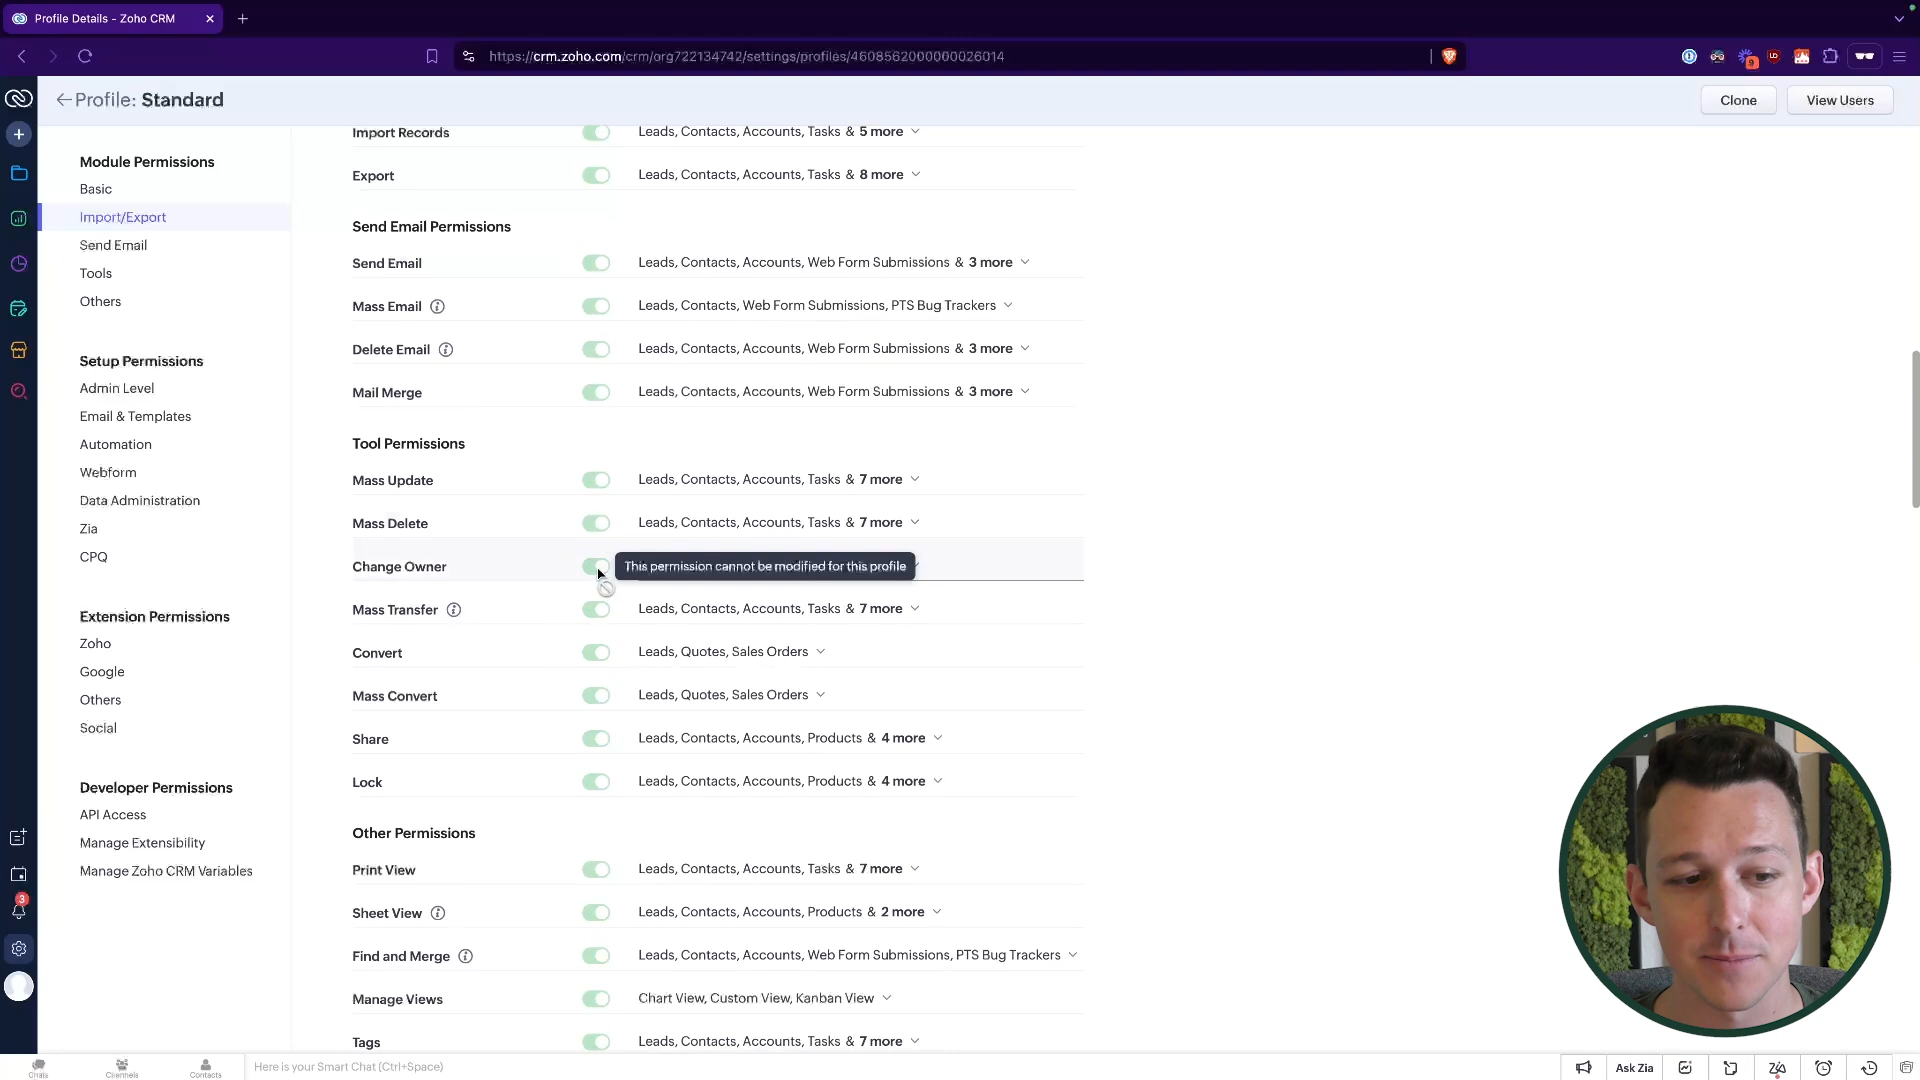 Profile Details - Zoho CRM
https://crm.zoho.com/crm/org722134742/settings/profiles/4608562000000026014
9
Profile: Standard
Clone
View Users
Module Permissions
Basic
Import/Export
Send Email
Tools
Others
Setup Permissions
Admin Level
Email & Templates
Automation
Webform
Data Administration
Zia
CPQ
Extension Permissions
Zoho
Google
Others
Social
Developer Permissions
API Access
Manage Extensibility
Manage Zoho CRM Variables
3
Import Records Leads, Contacts, Accounts, Tasks & 5 more
Export Leads, Contacts, Accounts, Tasks & 8 more
Send Email Permissions
Send Email Leads, Contacts, Accounts, Web Form Submissions & 3 more
Mass Email Leads, Contacts, Web Form Submissions, PTS Bug Trackers
Delete Email Leads, Contacts, Accounts, Web Form Submissions & 3 more
Mail Merge Leads, Contacts, Accounts, Web Form Submissions & 3 more
Tool Permissions
Mass Update Leads, Contacts, Accounts, Tasks & 7 more
Mass Delete Leads, Contacts, Accounts, Tasks & 7 more
Change Owner This permission cannot be modified for this profile
Mass Transfer Leads, Contacts, Accounts, Tasks & 7 more
Convert Leads, Quotes, Sales Orders
Mass Convert Leads, Quotes, Sales Orders
Share Leads, Contacts, Accounts, Products & 4 more
Lock Leads, Contacts, Accounts, Products & 4 more
Other Permissions
Print View Leads, Contacts, Accounts, Tasks & 7 more
Sheet View Leads, Contacts, Accounts, Products & 2 more
Find and Merge Leads, Contacts, Accounts, Web Form Submissions, PTS Bug Trackers
Manage Views Chart View, Custom View, Kanban View
Tags Leads, Contacts, Accounts, Tasks & 7 more
Chats
Channels
Contacts
Here is your Smart Chat (Ctrl+Space)
Ask Zia